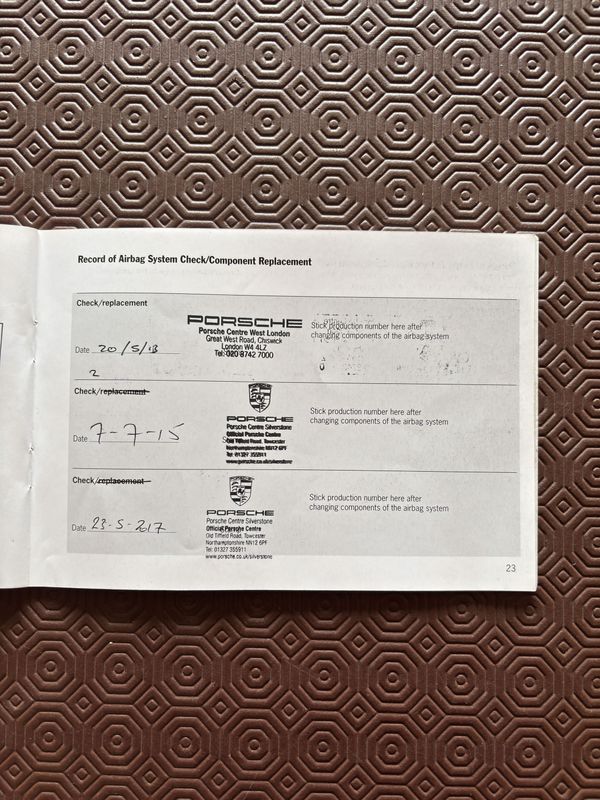 Record of Airbag System Check/Component Replacement
Check/replacement
PORSCHE
Porsche Centre West London
Great West Road, Chiswick
London W4 4LZ
Tel: 020 8742 7000
Stick production number here after
changing components of the airbag system
Date 20/5/13
2
Check/replacement
PORSCHE
Porsche Centre Silverstone
Official Porsche Centre
Old Tiffield Road, Towcester
Northamptonshire NN12 6PF
Tel: 01327 355911
www.porsche.co.uk/silverstone
Stick production number here after
changing components of the airbag system
Date 7-7-15
Check/replacement
PORSCHE
Porsche Centre Silverstone
Official Porsche Centre
Old Tiffield Road, Towcester
Northamptonshire NN12 6PF
Tel: 01327 355911
www.porsche.co.uk/silverstone
Stick production number here after
changing components of the airbag system
Date 23-5-217
23